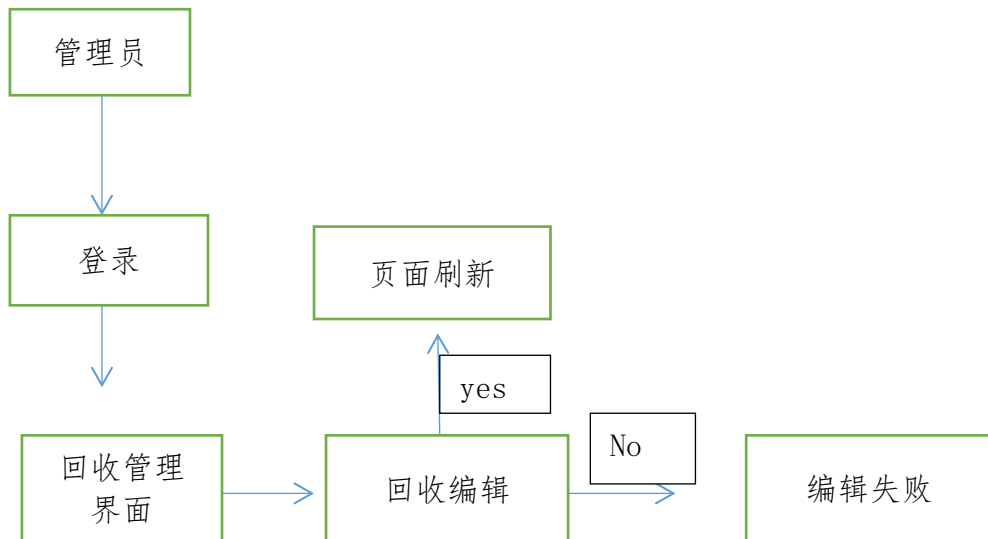 管理员
登录
页面刷新
yes
No
回收管理
界面
回收编辑
编辑失败